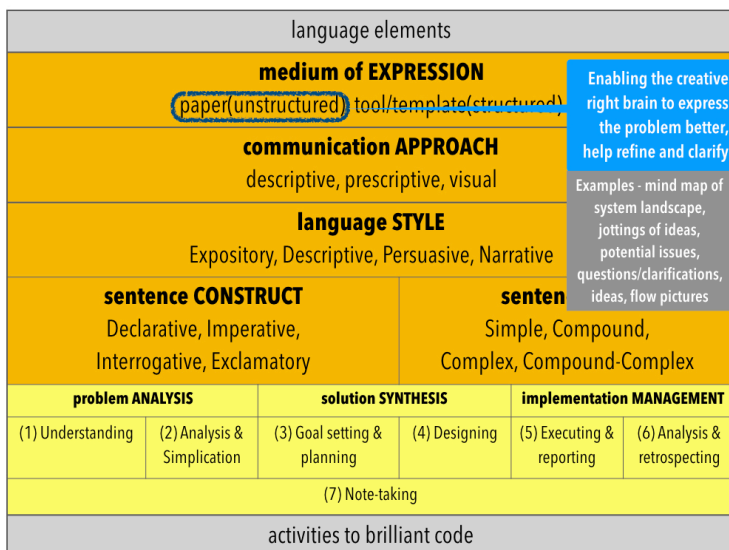 language elements
medium of EXPRESSION
paper(unstructured) tool/template(structured)
Enabling the creative
right brain to express
the problem better,
help refine and clarify
communication APPROACH
descriptive, prescriptive, visual
Examples - mind map of
system landscape,
jottings of ideas,
potential issues,
questions/clarifications,
ideas, flow pictures
language STYLE
Expository, Descriptive, Persuasive, Narrative
sentence CONSTRUCT
Declarative, Imperative,
Interrogative, Exclamatory
senten
Simple, Compound,
Complex, Compound-Complex
problem ANALYSIS
solution SYNTHESIS
implementation MANAGEMENT
(1) Understanding
(2) Analysis &
Simplication
(3) Goal setting &
planning
(4) Designing
(5) Executing &
reporting
(6) Analysis &
retrospecting
(7) Note-taking
activities to brilliant code